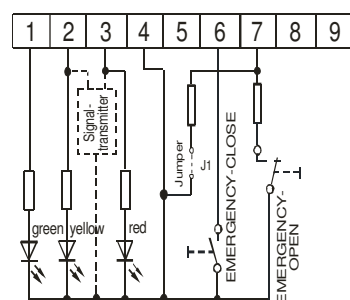 1 2 3 4 5 6 7 8 9
Signal-
transmitter
Jumper
J1
EMERGENCY-CLOSE
EMERGENCY-
OPEN
green yellow red